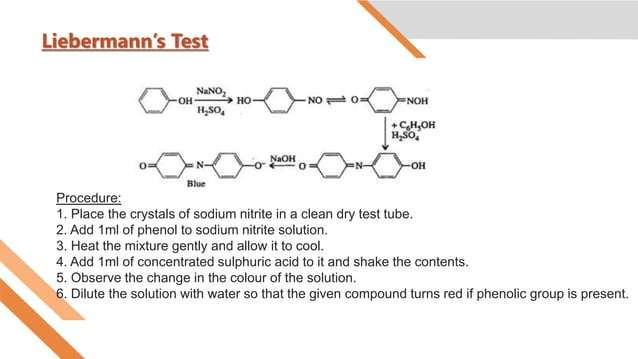 Liebermann's Test
NaNO2
OH HO NO ⇌ O= =NOH
H2SO4
+ C6H5OH
H2SO4
O= =N- -O- NaOH O= =N- -OH
Blue
Procedure:
1. Place the crystals of sodium nitrite in a clean dry test tube.
2. Add 1ml of phenol to sodium nitrite solution.
3. Heat the mixture gently and allow it to cool.
4. Add 1ml of concentrated sulphuric acid to it and shake the contents.
5. Observe the change in the colour of the solution.
6. Dilute the solution with water so that the given compound turns red if phenolic group is present.